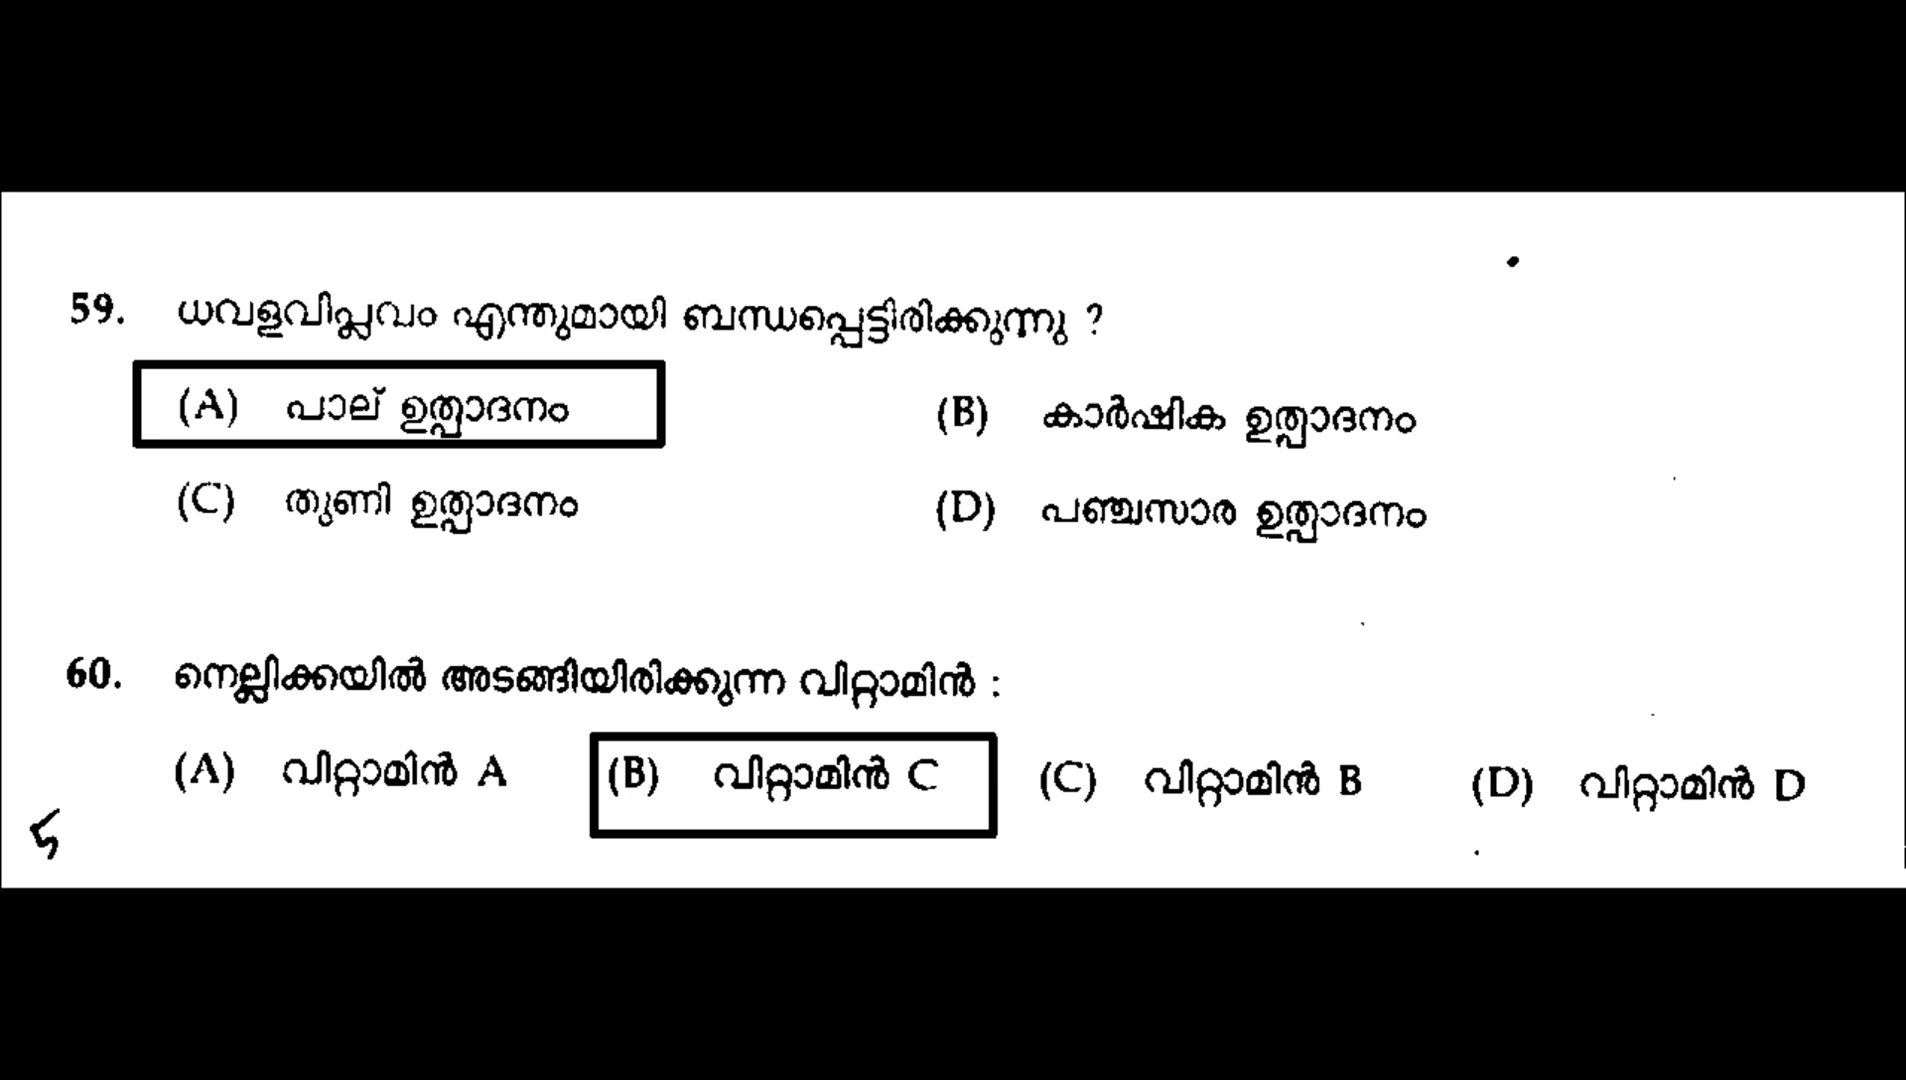 59. ധവളവിപ്ലവം എന്തുമായി ബന്ധപ്പെട്ടിരിക്കുന്നു ?
(A) പാല് ഉത്പാദനം (B) കാർഷിക ഉത്പാദനം
(C) തുണി ഉത്പാദനം (D) പഞ്ചസാര ഉത്പാദനം
60. നെല്ലിക്കയിൽ അടങ്ങിയിരിക്കുന്ന വിറ്റാമിൻ :
(A) വിറ്റാമിൻ A (B) വിറ്റാമിൻ C (C) വിറ്റാമിൻ B (D) വിറ്റാമിൻ D